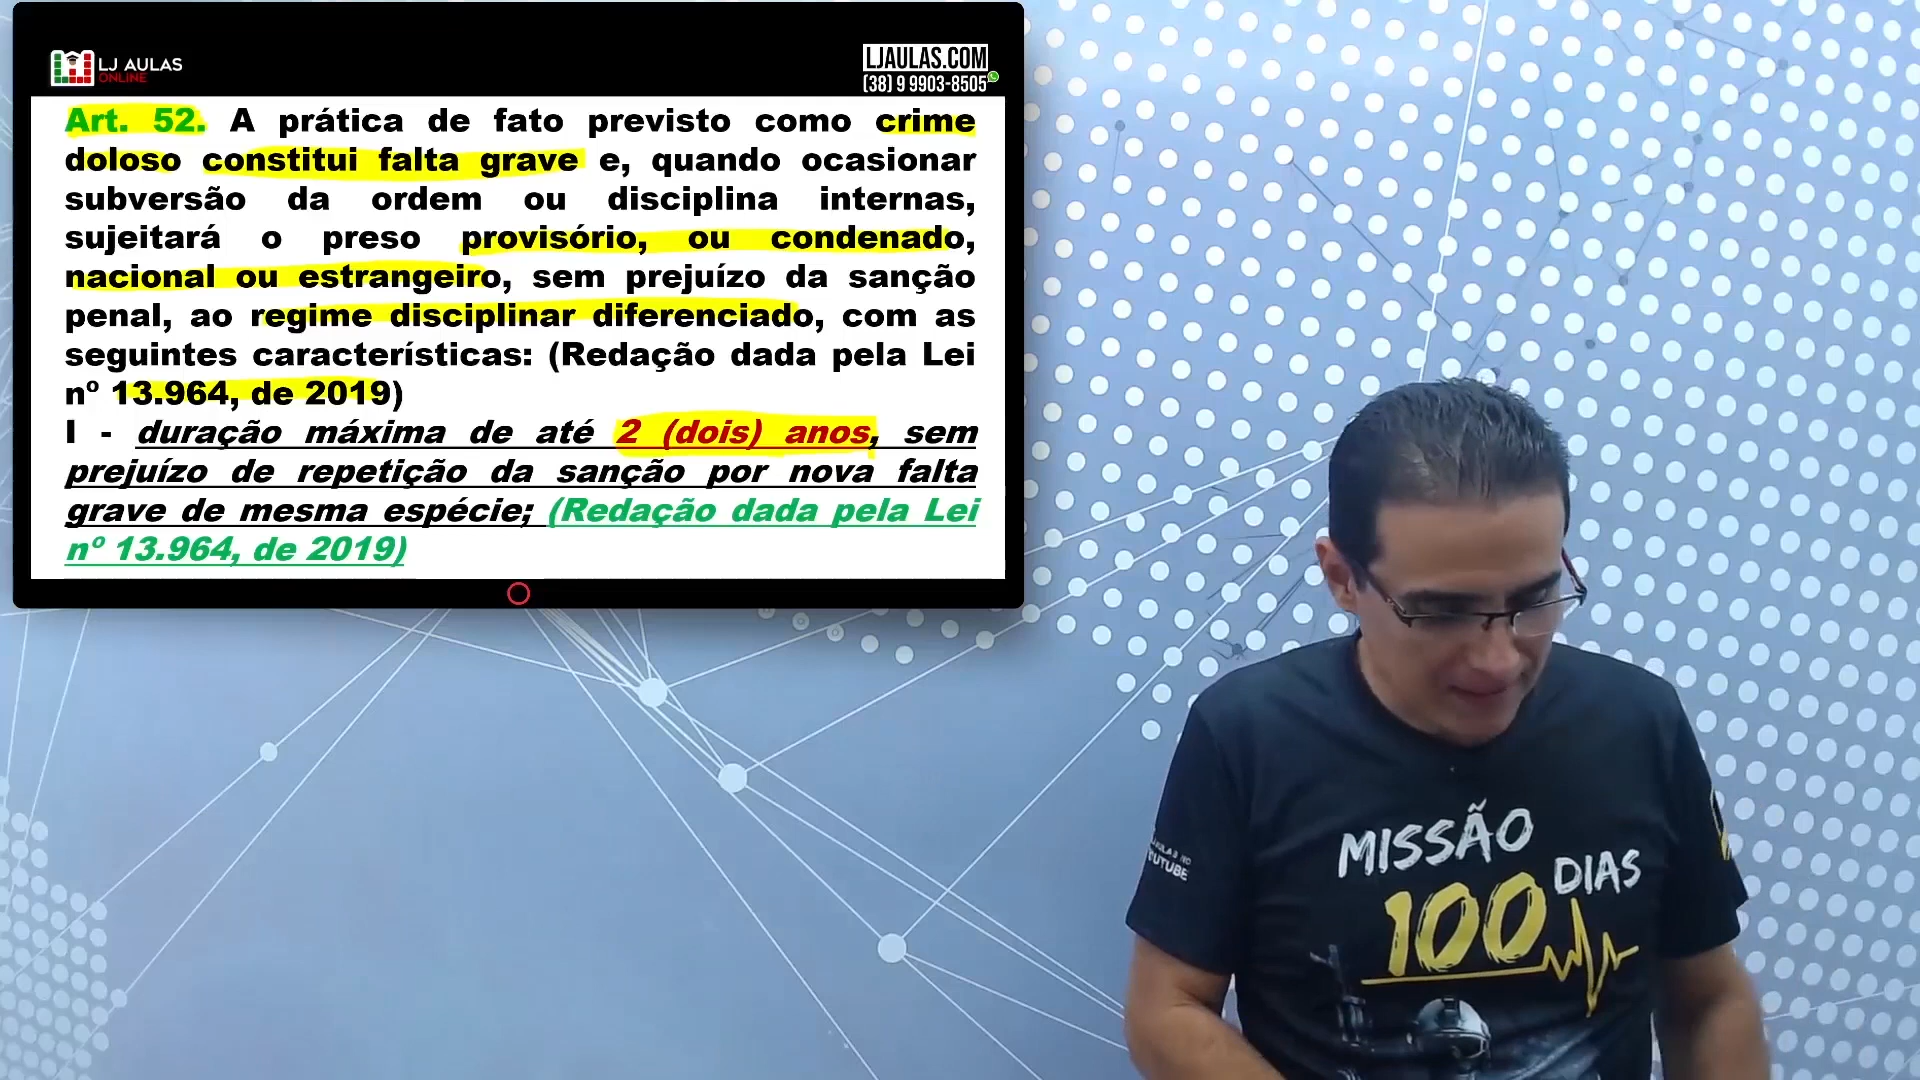 LJ AULAS
ONLINE
LJAULAS.COM
(38) 9 9903-8505
Art. 52. A prática de fato previsto como crime
doloso constitui falta grave e, quando ocasionar
subversão da ordem ou disciplina internas,
sujeitará o preso provisório, ou condenado,
nacional ou estrangeiro, sem prejuízo da sanção
penal, ao regime disciplinar diferenciado, com as
seguintes características: (Redação dada pela Lei
nº 13.964, de 2019)
I - duração máxima de até 2 (dois) anos, sem
prejuízo de repetição da sanção por nova falta
grave de mesma espécie; (Redação dada pela Lei
nº 13.964, de 2019)
MISSÃO
100 DIAS